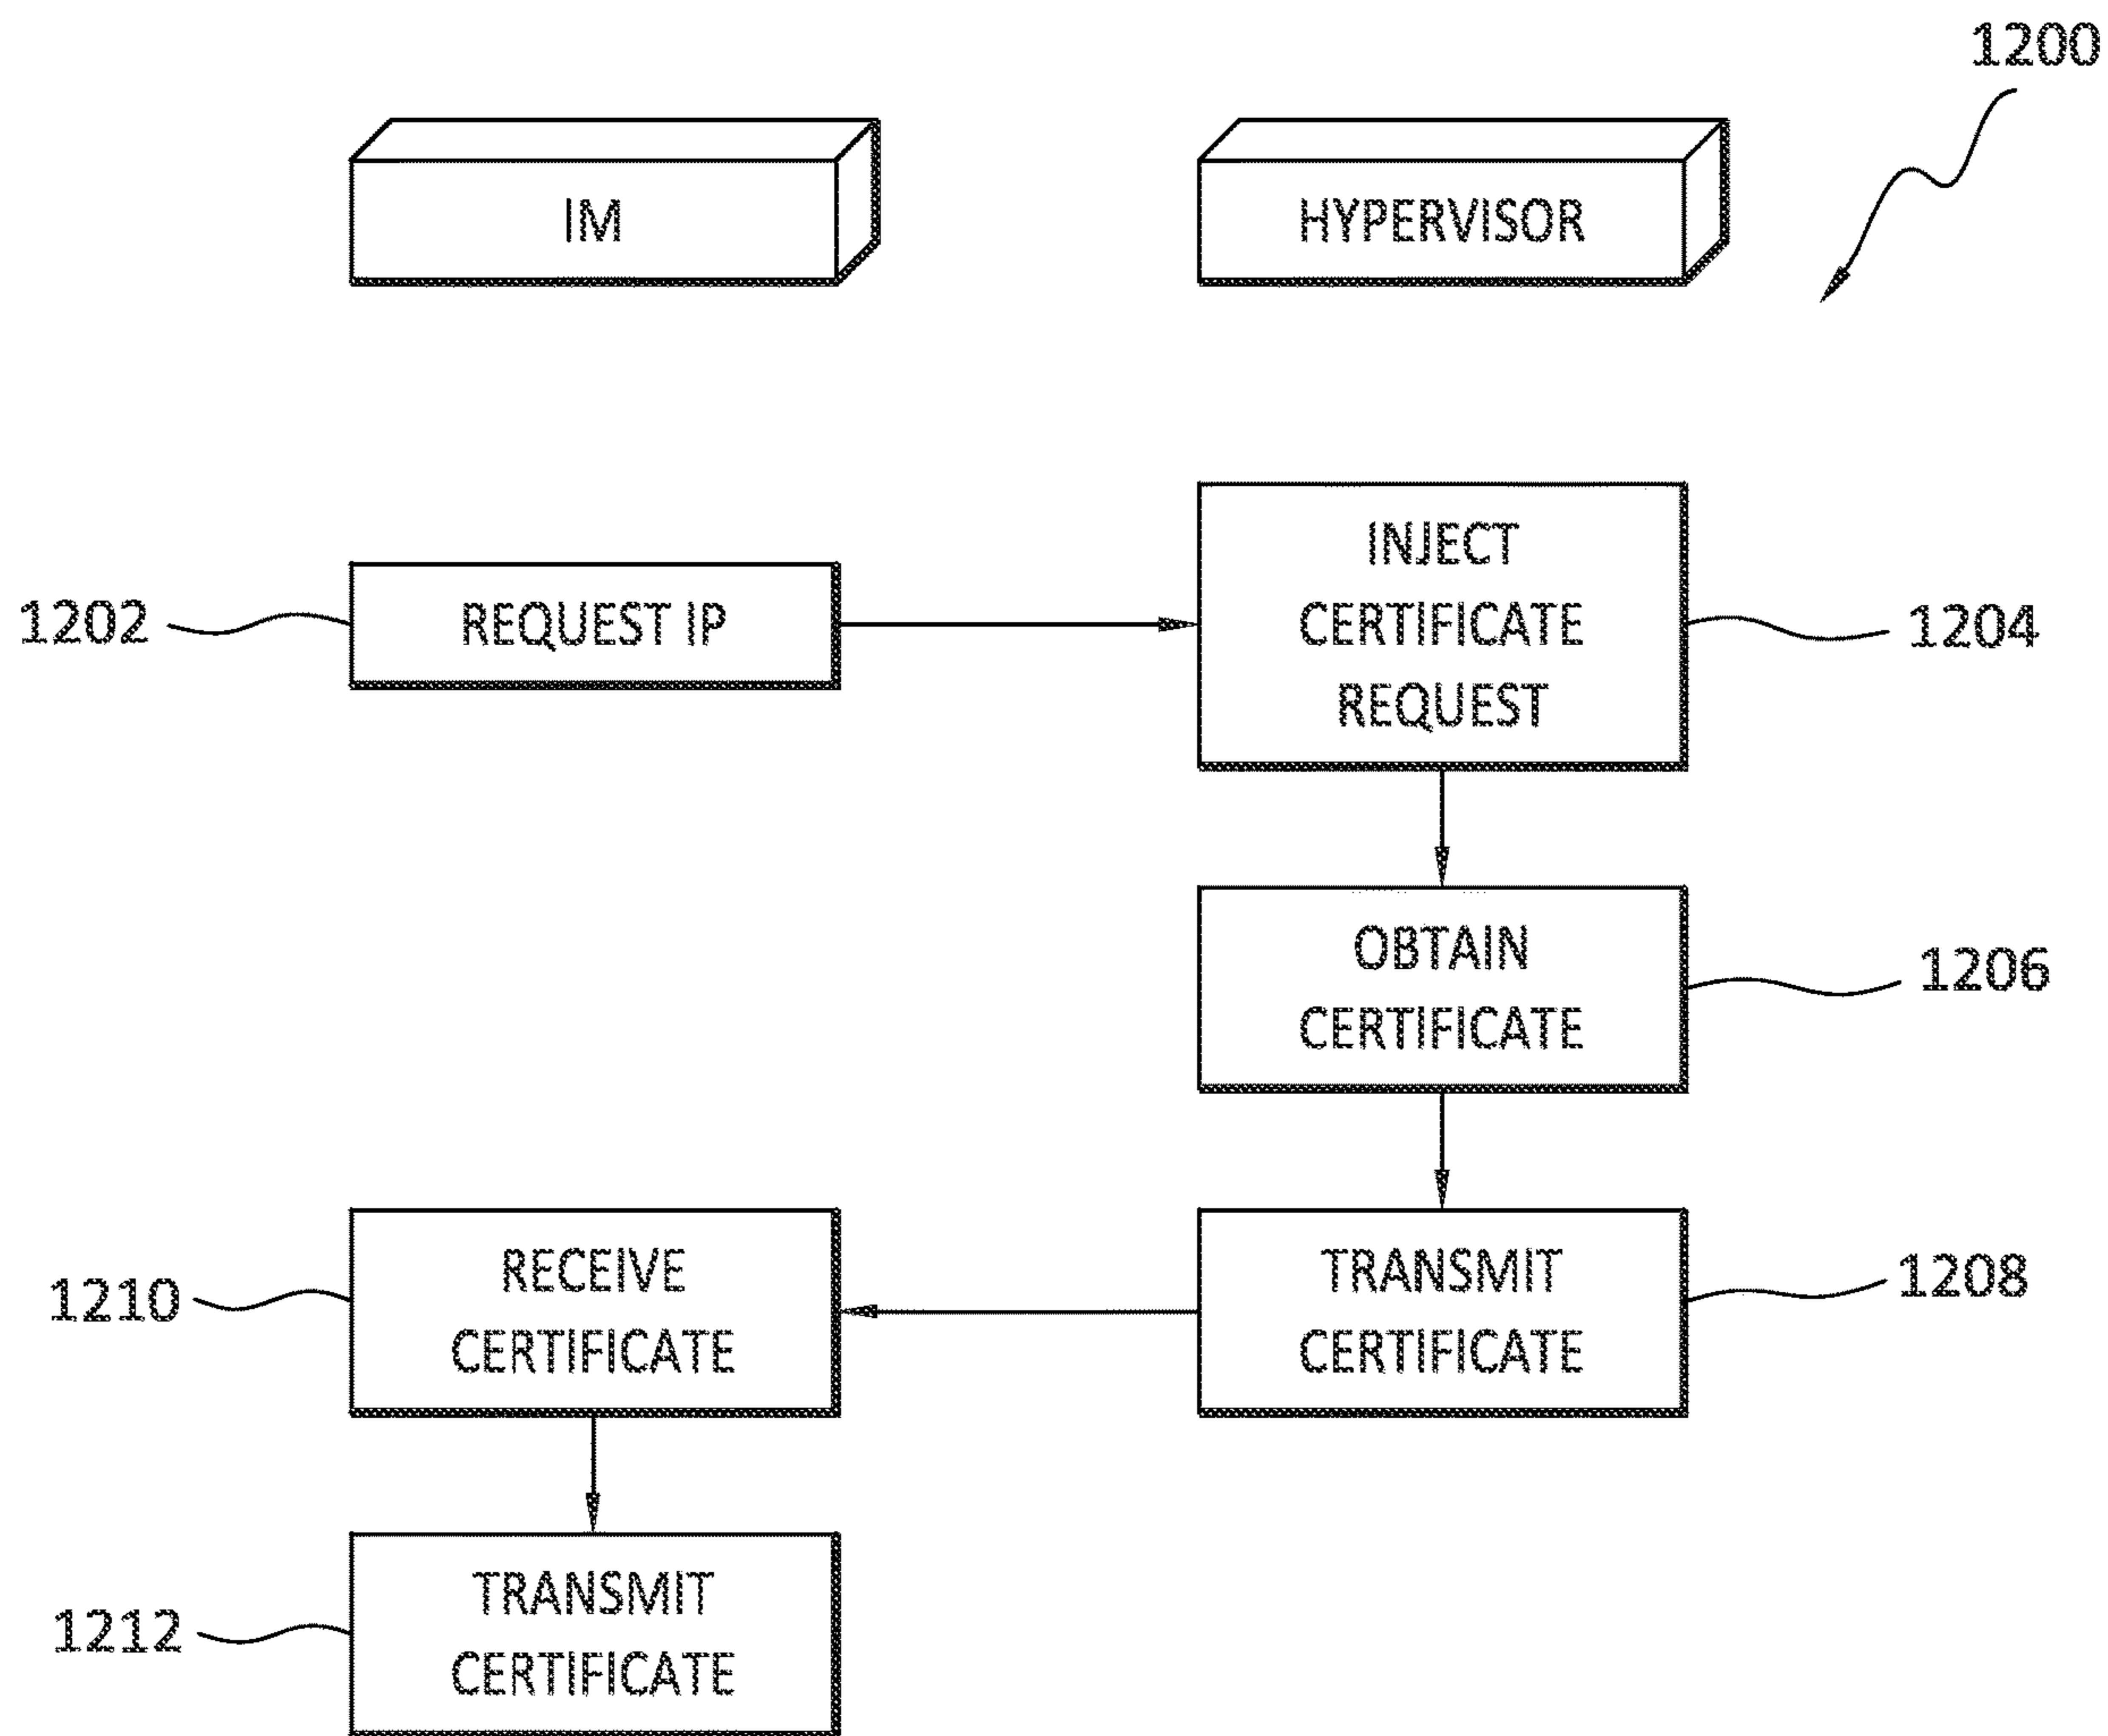 1200
IM
HYPERVISOR
1202
REQUEST IP
INJECT
CERTIFICATE
REQUEST
1204
OBTAIN
CERTIFICATE
1206
1210
RECEIVE
CERTIFICATE
TRANSMIT
CERTIFICATE
1208
1212
TRANSMIT
CERTIFICATE